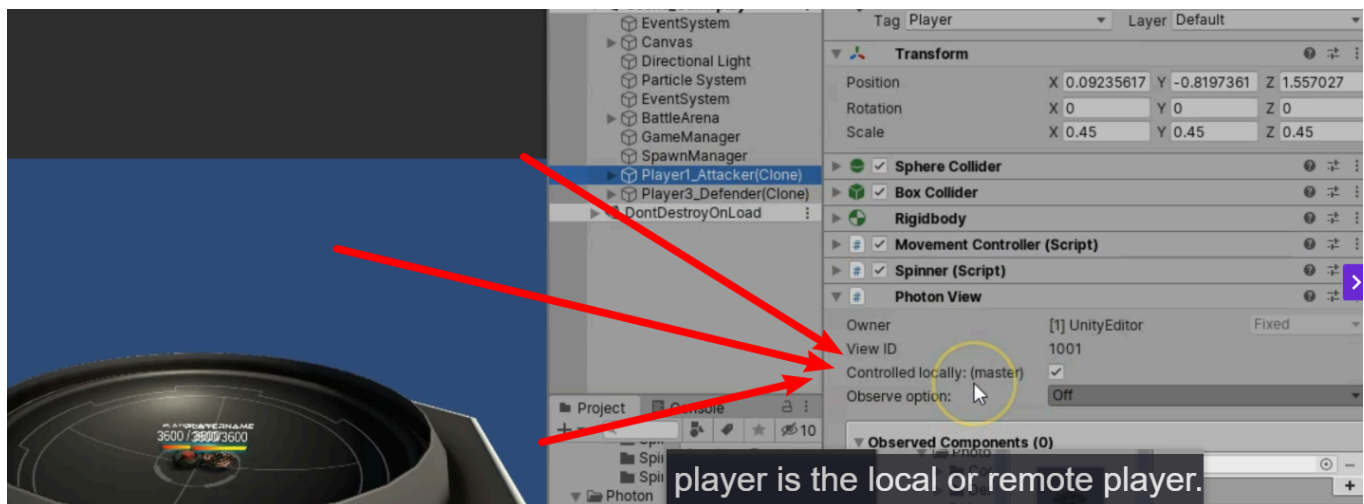 EventSystem
Canvas
Directional Light
Particle System
EventSystem
BattleArena
GameManager
SpawnManager
Player1_Attacker(Clone)
Player3_Defender(Clone)
DontDestroyOnLoad
Tag Player Layer Default
Transform
Position X 0.09235617 Y -0.8197361 Z 1.557027
Rotation X 0 Y 0 Z 0
Scale X 0.45 Y 0.45 Z 0.45
Sphere Collider
Box Collider
Rigidbody
Movement Controller (Script)
Spinner (Script)
Photon View
Owner [1] UnityEditor Fixed
View ID 1001
Controlled locally: (master)
Observe option: Off
Observed Components (0)
Project Console
10
Photon
3600 / 3600
player is the local or remote player.